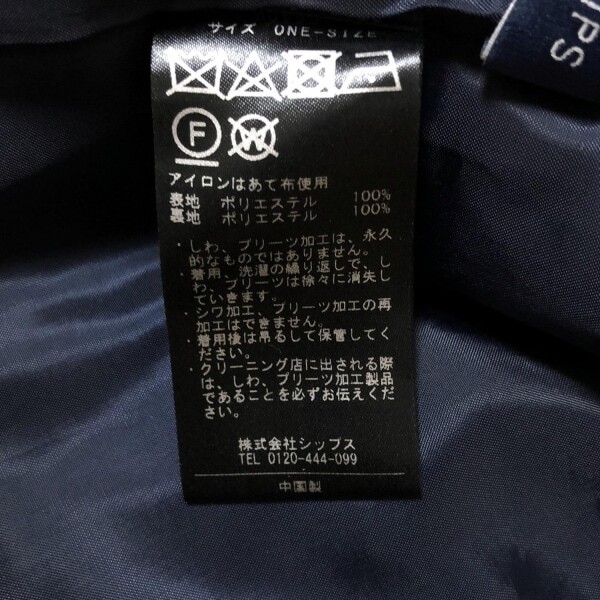 サイズ ONE-SIZE
IPS
F
W
アイロンはあて布使用
表地 ポリエステル 100%
裏地 ポリエステル 100%
・しわ、プリーツ加工は、永久
的なものではありません。
・着用、洗濯の繰り返しで、し
わ、プリーツは徐々に消失し
ていきます。
・シワ加工、プリーツ加工の再
加工はできません。
・着用後は吊るして保管してく
ださい。
・クリーニング店に出される際
は、しわ、プリーツ加工製品
であることを必ずお伝えくだ
さい。
株式会社シップス
TEL 0120-444-099
中国製